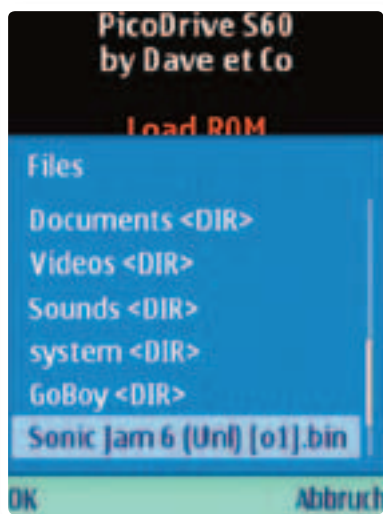 PicoDrive S60
by Dave et Co
Load ROM
Files
Documents <DIR>
Videos <DIR>
Sounds <DIR>
system <DIR>
GoBoy <DIR>
Sonic Jam 6 (Unl) [o1].bin
OK Abbruch